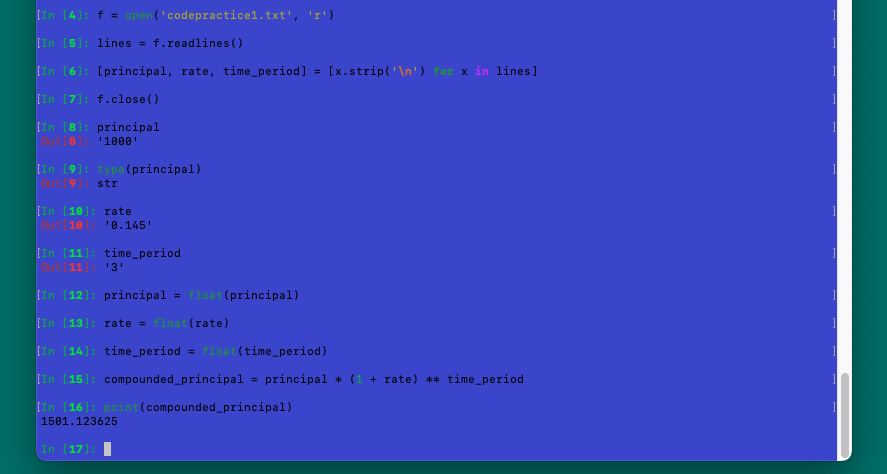 [In [4]: f = open('codepractice1.txt', 'r') ]
[In [5]: lines = f.readlines() ]
[In [6]: [principal, rate, time_period] = [x.strip('\n') for x in lines] ]
[In [7]: f.close() ]
[In [8]: principal ]
Out[8]: '1000'
[In [9]: type(principal) ]
Out[9]: str
[In [10]: rate ]
Out[10]: '0.145'
[In [11]: time_period ]
Out[11]: '3'
[In [12]: principal = float(principal) ]
[In [13]: rate = float(rate) ]
[In [14]: time_period = float(time_period) ]
[In [15]: compounded_principal = principal * (1 + rate) ** time_period ]
[In [16]: print(compounded_principal) ]
1501.123625
In [17]: